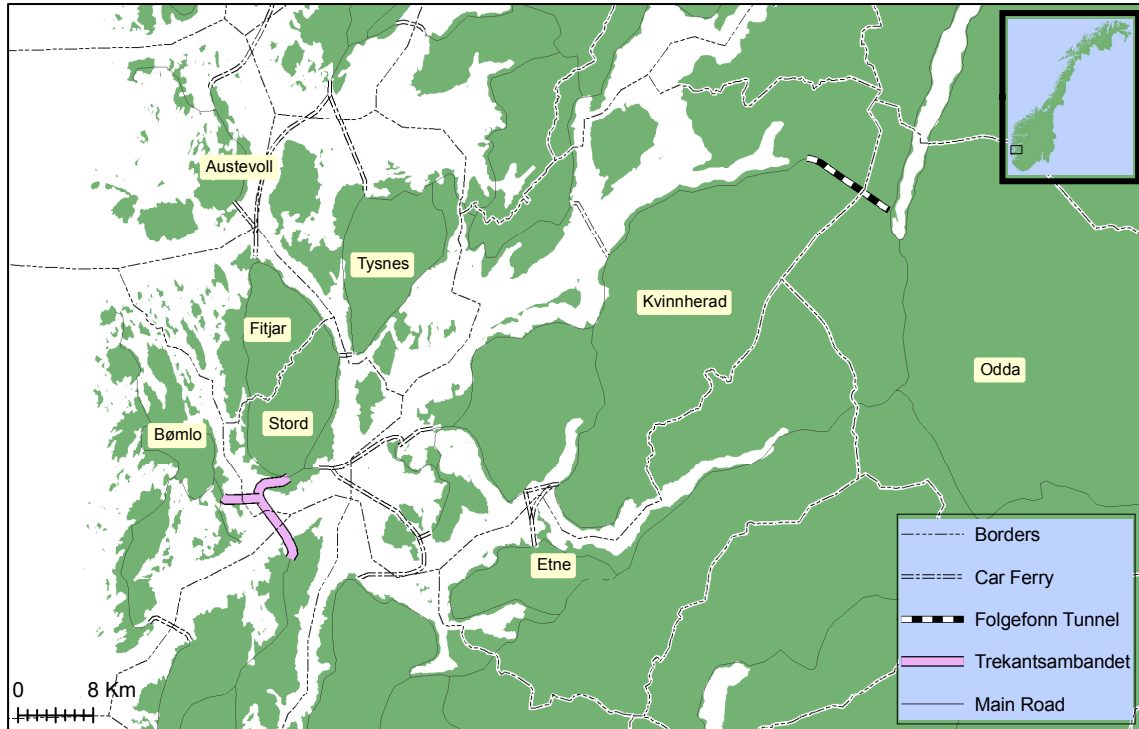 Austevoll
Tysnes
Kvinnherad
Fitjar
Odda
Stord
Bømlo
Etne
Borders
Car Ferry
Folgefonn Tunnel
Trekantsambandet
Main Road
0 8 Km